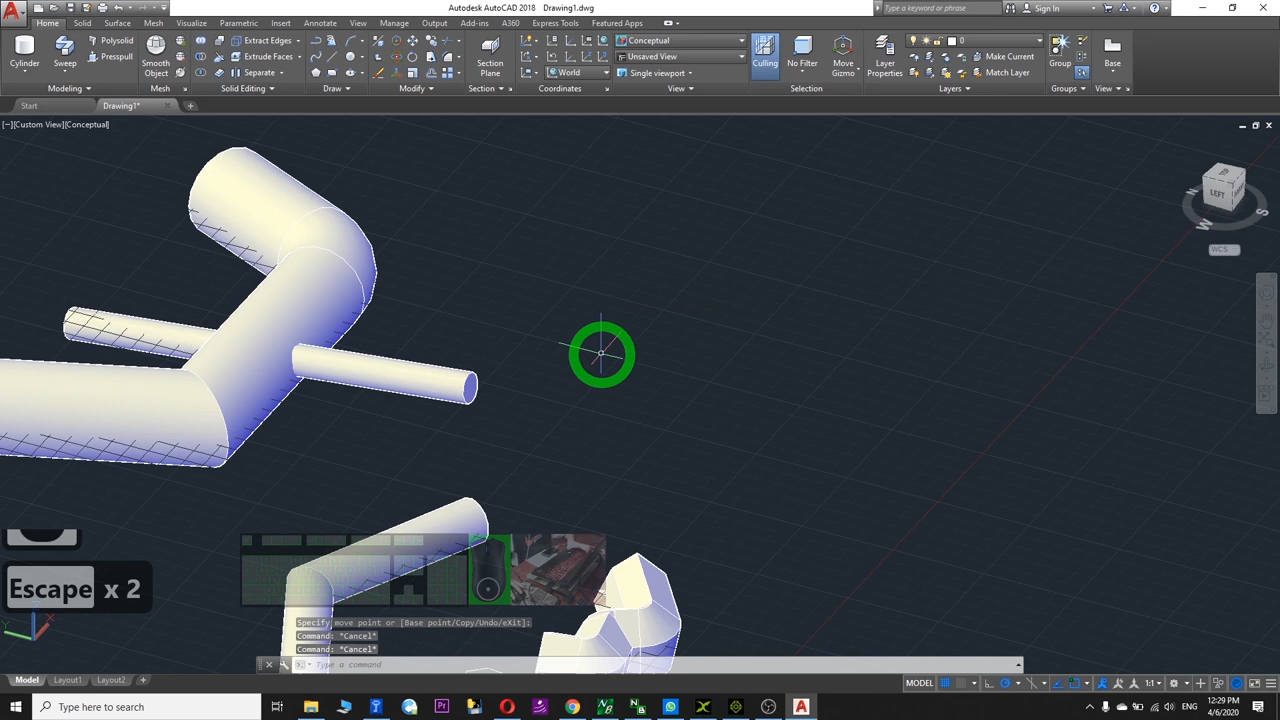 Autodesk AutoCAD 2018 Drawing1.dwg
Type a keyword or phrase
Sign In
Home Solid Surface Mesh Visualize Parametric Insert Annotate View Manage Output Add-ins A360 Express Tools Featured Apps
Cylinder
Sweep
Polysolid
Presspull
Smooth Object
Extract Edges
Extrude Faces
Separate
Section Plane
World
Conceptual
Unsaved View
Single viewport
Culling
No Filter
Move Gizmo
Layer Properties
0
Make Current
Match Layer
Group
Base
Modeling
Mesh
Solid Editing
Draw
Modify
Section
Coordinates
View
Selection
Layers
Groups
View
Start
Drawing1*
[−][Custom View][Conceptual]
LEFT
N
W
S
WCS
Escape x 2
Specify move point or [Base point/Copy/Undo/eXit]:
Command: *Cancel*
Command: *Cancel*
Type a command
Model Layout1 Layout2
MODEL
1:1
Type here to search
ENG
12:29 PM
4/6/2020